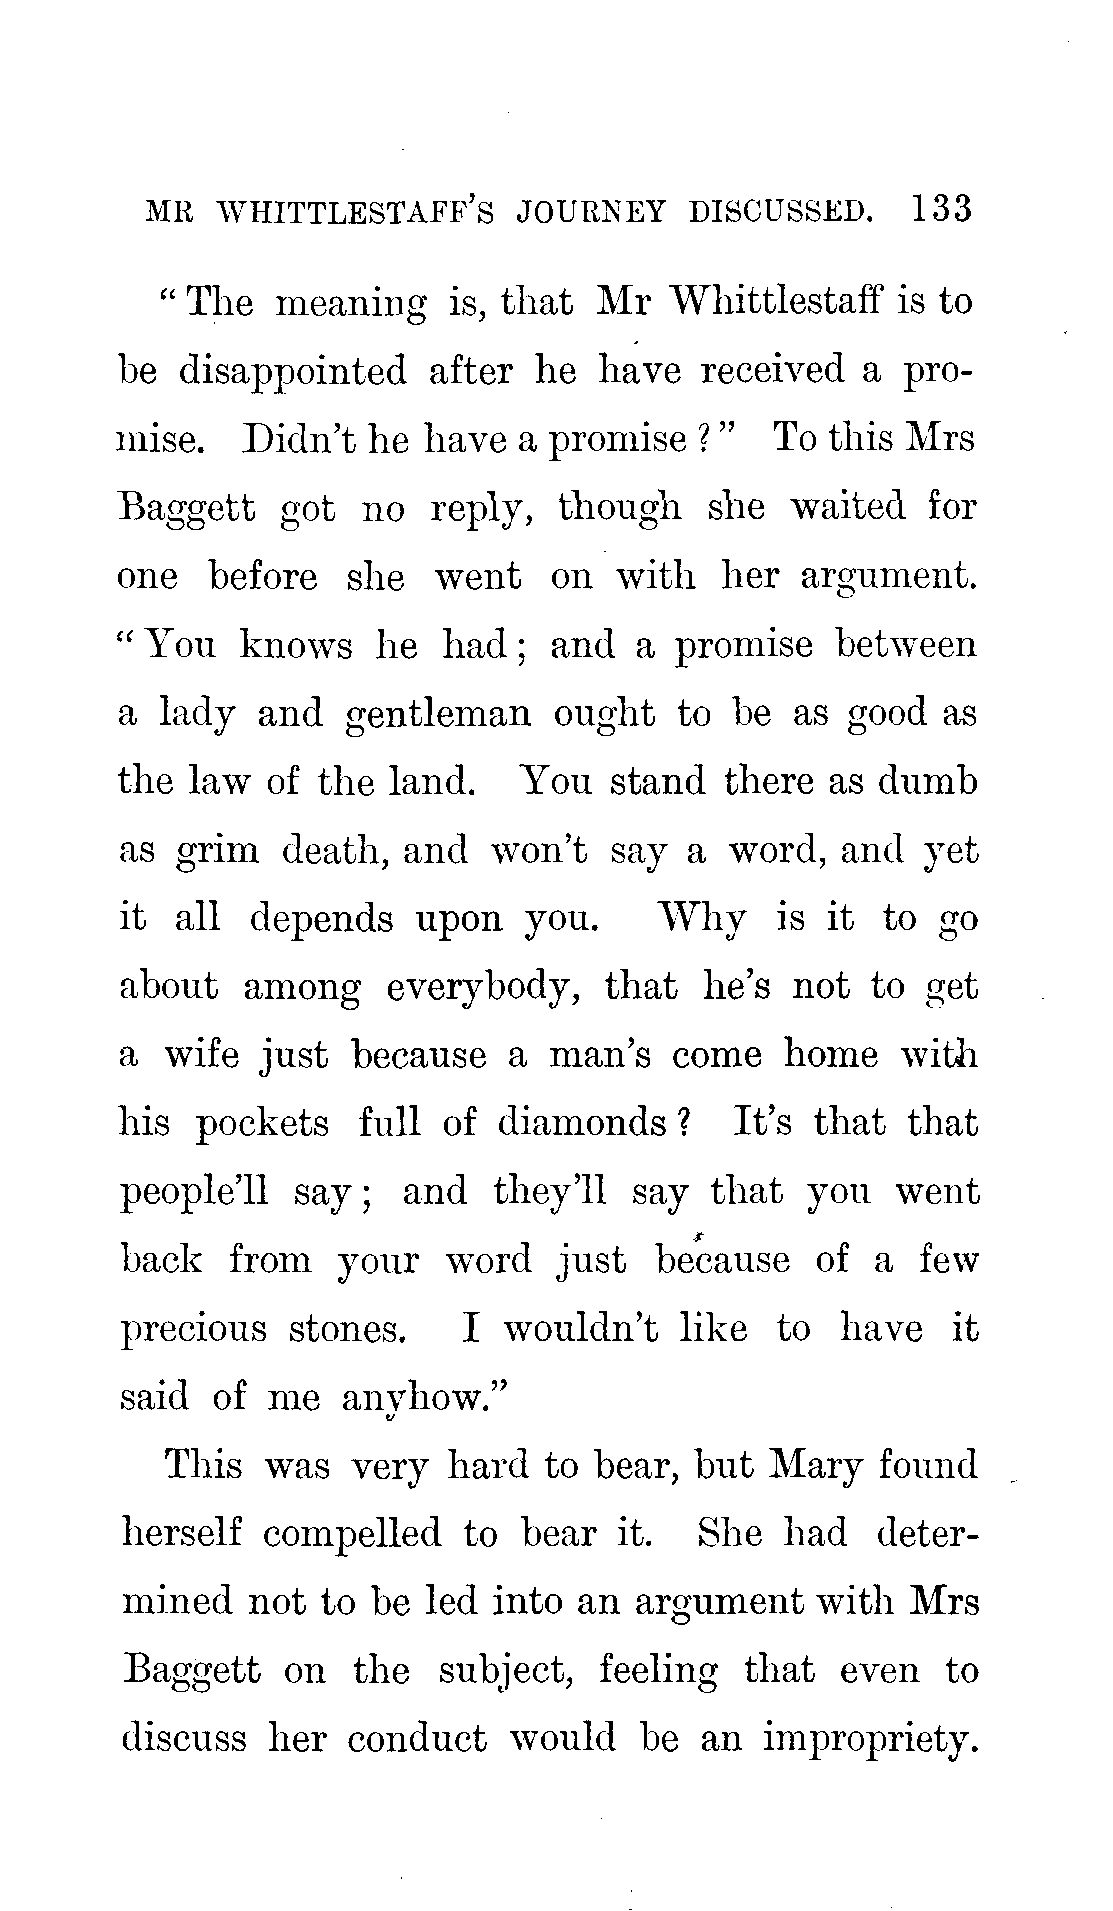 MR WHITTLESTAFF'S JOURNEY DISCUSSED. 133
“The meaning is, that Mr Whittlestaff is to
be disappointed after he have received a pro-
mise. Didn't he have a promise?” To this Mrs
Baggett got no reply, though she waited for
one before she went on with her argument.
“You knows he had; and a promise between
a lady and gentleman ought to be as good as
the law of the land. You stand there as dumb
as grim death, and won't say a word, and yet
it all depends upon you. Why is it to go
about among everybody, that he's not to get
a wife just because a man's come home with
his pockets full of diamonds? It's that that
people'll say; and they'll say that you went
back from your word just because of a few
precious stones. I wouldn't like to have it
said of me anyhow.”
This was very hard to bear, but Mary found
herself compelled to bear it. She had deter-
mined not to be led into an argument with Mrs
Baggett on the subject, feeling that even to
discuss her conduct would be an impropriety.